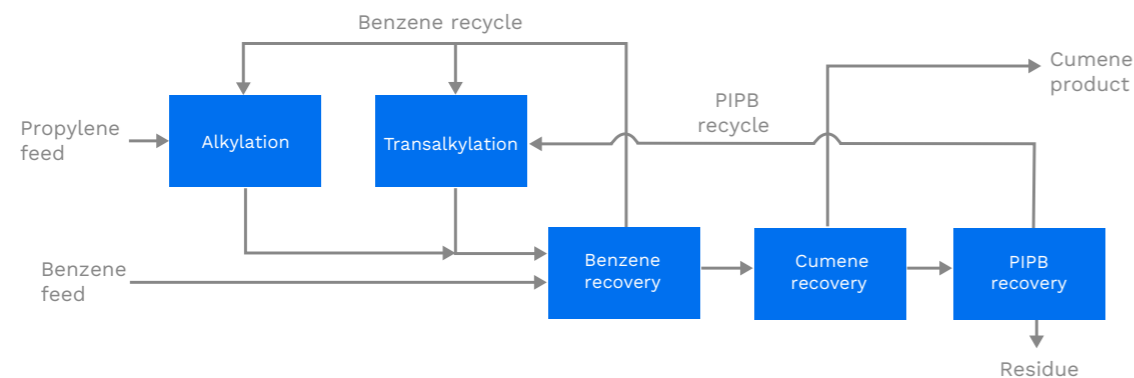 Benzene recycle
Cumene
product
PIPB
recycle
Propylene
feed
Alkylation
Transalkylation
Benzene
feed
Benzene
recovery
Cumene
recovery
PIPB
recovery
Residue